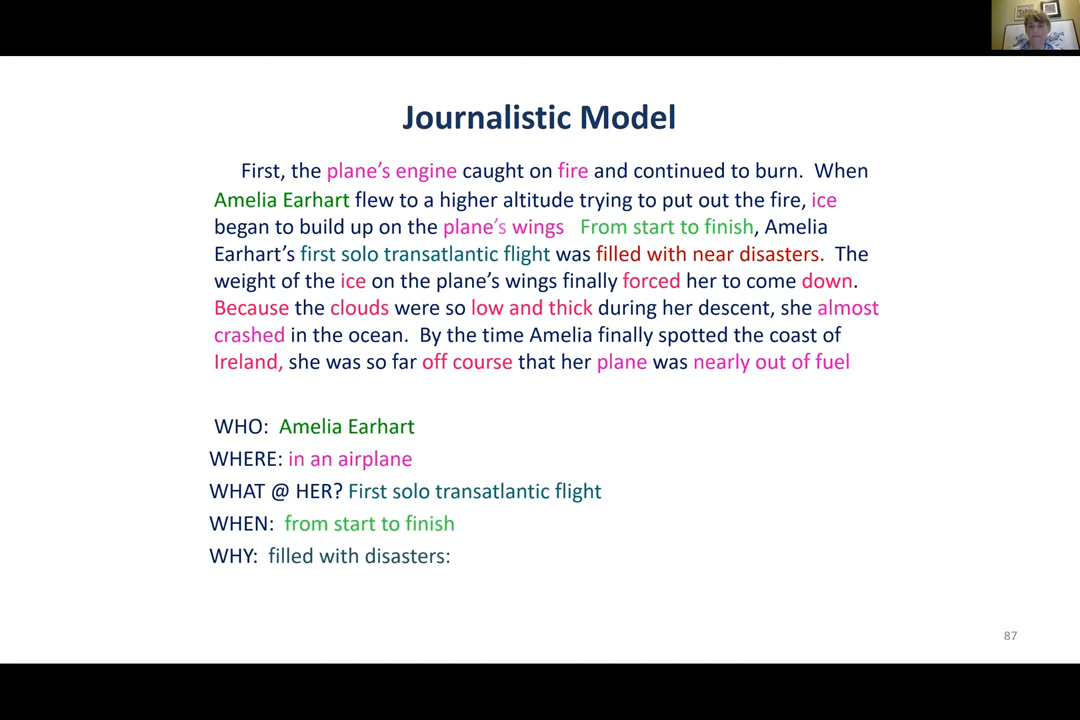 Journalistic Model
First, the plane’s engine caught on fire and continued to burn. When
Amelia Earhart flew to a higher altitude trying to put out the fire, ice
began to build up on the plane’s wings From start to finish, Amelia
Earhart’s first solo transatlantic flight was filled with near disasters. The
weight of the ice on the plane’s wings finally forced her to come down.
Because the clouds were so low and thick during her descent, she almost
crashed in the ocean. By the time Amelia finally spotted the coast of
Ireland, she was so far off course that her plane was nearly out of fuel
WHO: Amelia Earhart
WHERE: in an airplane
WHAT @ HER? First solo transatlantic flight
WHEN: from start to finish
WHY: filled with disasters:
87